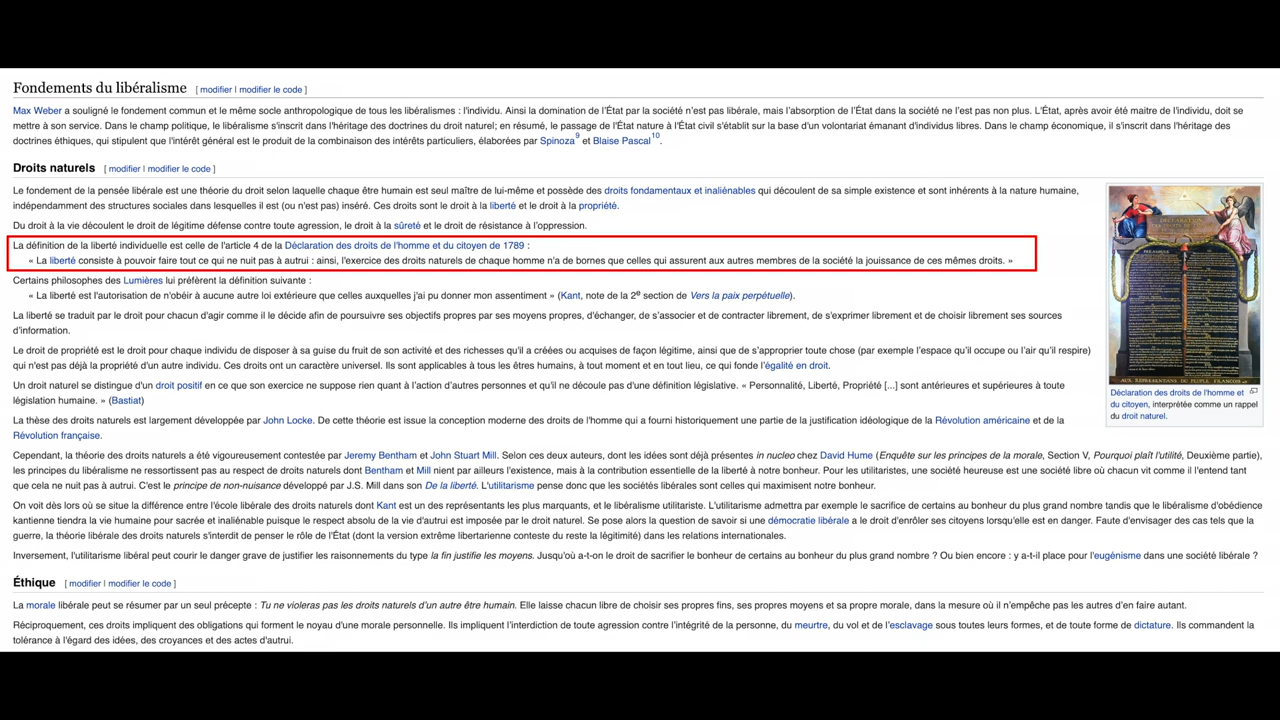 Fondements du libéralisme [ modifier | modifier le code ]
Max Weber a souligné le fondement commun et le même socle anthropologique de tous les libéralismes : l'individu. Ainsi la domination de l'État par la société n'est pas libérale, mais l'absorption de l'État dans la société ne l'est pas non plus. L'État, après avoir été maitre de l'individu, doit se
mettre à son service. Dans le champ politique, le libéralisme s'inscrit dans l'héritage des doctrines du droit naturel; en résumé, le passage de l'État nature à l'État civil s'établit sur la base d'un volontariat émanant d'individus libres. Dans le champ économique, il s'inscrit dans l'héritage des
doctrines éthiques, qui stipulent que l'intérêt général est le produit de la combinaison des intérêts particuliers, élaborées par Spinoza9 et Blaise Pascal10.
Droits naturels [ modifier | modifier le code ]
Le fondement de la pensée libérale est une théorie du droit selon laquelle chaque être humain est seul maître de lui-même et possède des droits fondamentaux et inaliénables qui découlent de sa simple existence et sont inhérents à la nature humaine,
indépendamment des structures sociales dans lesquelles il est (ou n'est pas) inséré. Ces droits sont le droit à la liberté et le droit à la propriété.
Du droit à la vie découlent le droit de légitime défense contre toute agression, le droit à la sûreté et le droit de résistance à l'oppression.
La définition de la liberté individuelle est celle de l'article 4 de la Déclaration des droits de l'homme et du citoyen de 1789 :
« La liberté consiste à pouvoir faire tout ce qui ne nuit pas à autrui : ainsi, l'exercice des droits naturels de chaque homme n'a de bornes que celles qui assurent aux autres membres de la société la jouissance de ces mêmes droits. »
Certains philosophes des Lumières lui préfèrent la définition suivante :
« La liberté est l'autorisation de n'obéir à aucune autre loi extérieure que celles auxquelles j'ai pu donner mon assentiment » (Kant, note de la 2e section de Vers la paix perpétuelle).
La liberté se traduit par le droit pour chacun d'agir comme il le décide afin de poursuivre ses objectifs propres par ses moyens propres, d'échanger, de s'associer et de contracter librement, de s'exprimer librement et de choisir librement ses sources
d'information.
Le droit de propriété est le droit pour chaque individu de disposer à sa guise du fruit de son activité et des richesses qu'il a créées ou acquises de façon légitime, ainsi que de s'approprier toute chose (par exemple l'espace qu'il occupe ou l'air qu'il respire)
qui n'est pas déjà la propriété d'un autre individu. Ces droits ont un caractère universel. Ils sont applicables à tous les êtres humains, à tout moment et en tout lieu, ce qui fonde l'égalité en droit.
Un droit naturel se distingue d'un droit positif en ce que son exercice ne suppose rien quant à l'action d'autres personnes et qu'il ne découle pas d'une définition législative. « Personnalité, Liberté, Propriété [...] sont antérieures et supérieures à toute
législation humaine. » (Bastiat)
La thèse des droits naturels est largement développée par John Locke. De cette théorie est issue la conception moderne des droits de l'homme qui a fourni historiquement une partie de la justification idéologique de la Révolution américaine et de la
Révolution française.
Cependant, la théorie des droits naturels a été vigoureusement contestée par Jeremy Bentham et John Stuart Mill. Selon ces deux auteurs, dont les idées sont déjà présentes in nucleo chez David Hume (Enquête sur les principes de la morale, Section V, Pourquoi plaît l'utilité, Deuxième partie),
les principes du libéralisme ne ressortissent pas au respect de droits naturels dont Bentham et Mill nient par ailleurs l'existence, mais à la contribution essentielle de la liberté à notre bonheur. Pour les utilitaristes, une société heureuse est une société libre où chacun vit comme il l'entend tant
que cela ne nuit pas à autrui. C'est le principe de non-nuisance développé par J.S. Mill dans son De la liberté. L'utilitarisme pense donc que les sociétés libérales sont celles qui maximisent notre bonheur.
On voit dès lors où se situe la différence entre l'école libérale des droits naturels dont Kant est un des représentants les plus marquants, et le libéralisme utilitariste. L'utilitarisme admettra par exemple le sacrifice de certains au bonheur du plus grand nombre tandis que le libéralisme d'obédience
kantienne tiendra la vie humaine pour sacrée et inaliénable puisque le respect absolu de la vie d'autrui est imposée par le droit naturel. Se pose alors la question de savoir si une démocratie libérale a le droit d'enrôler ses citoyens lorsqu'elle est en danger. Faute d'envisager des cas tels que la
guerre, la théorie libérale des droits naturels s'interdit de penser le rôle de l'État (dont la version extrême libertarienne conteste du reste la légitimité) dans les relations internationales.
Inversement, l'utilitarisme libéral peut courir le danger grave de justifier les raisonnements du type la fin justifie les moyens. Jusqu'où a-t-on le droit de sacrifier le bonheur de certains au bonheur du plus grand nombre ? Ou bien encore : y a-t-il place pour l'eugénisme dans une société libérale ?
Éthique [ modifier | modifier le code ]
La morale libérale peut se résumer par un seul précepte : Tu ne violeras pas les droits naturels d'un autre être humain. Elle laisse chacun libre de choisir ses propres fins, ses propres moyens et sa propre morale, dans la mesure où il n'empêche pas les autres d'en faire autant.
Réciproquement, ces droits impliquent des obligations qui forment le noyau d'une morale personnelle. Ils impliquent l'interdiction de toute agression contre l'intégrité de la personne, du meurtre, du vol et de l'esclavage sous toutes leurs formes, et de toute forme de dictature. Ils commandent la
tolérance à l'égard des idées, des croyances et des actes d'autrui.
AUX REPRESENTANS DU PEUPLE FRANCOIS
Déclaration des droits de l'homme et
du citoyen, interprétée comme un rappel
du droit naturel.